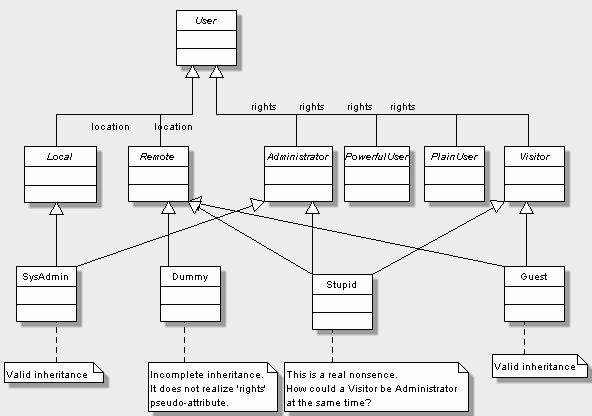 User
rights rights rights rights
location location
Local Remote Administrator PowerfulUser PlainUser Visitor
SysAdmin Dummy Stupid Guest
Valid inheritance
Incomplete inheritance.
It does not realize 'rights'
pseudo-attribute.
This is a real nonsence.
How could a Visitor be Administrator
at the same time?
Valid inheritance